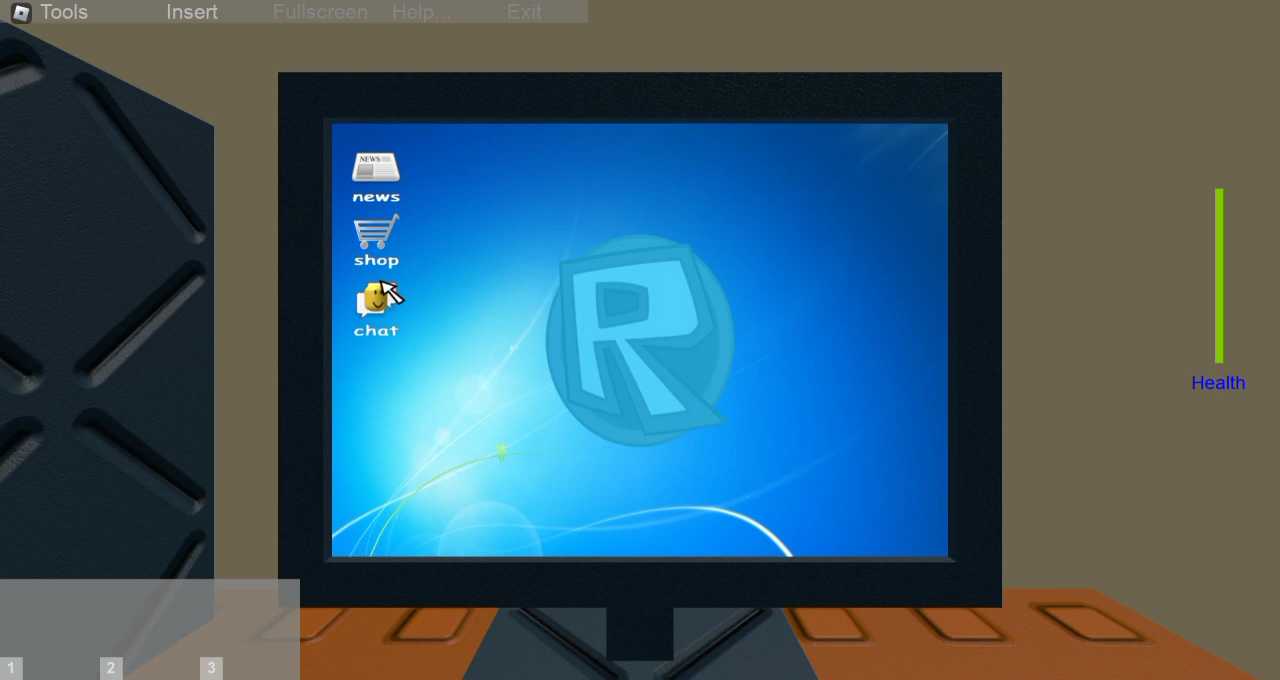 Tools Insert Fullscreen Help... Exit
NEWS
news
shop
chat
R
Health
1 2 3